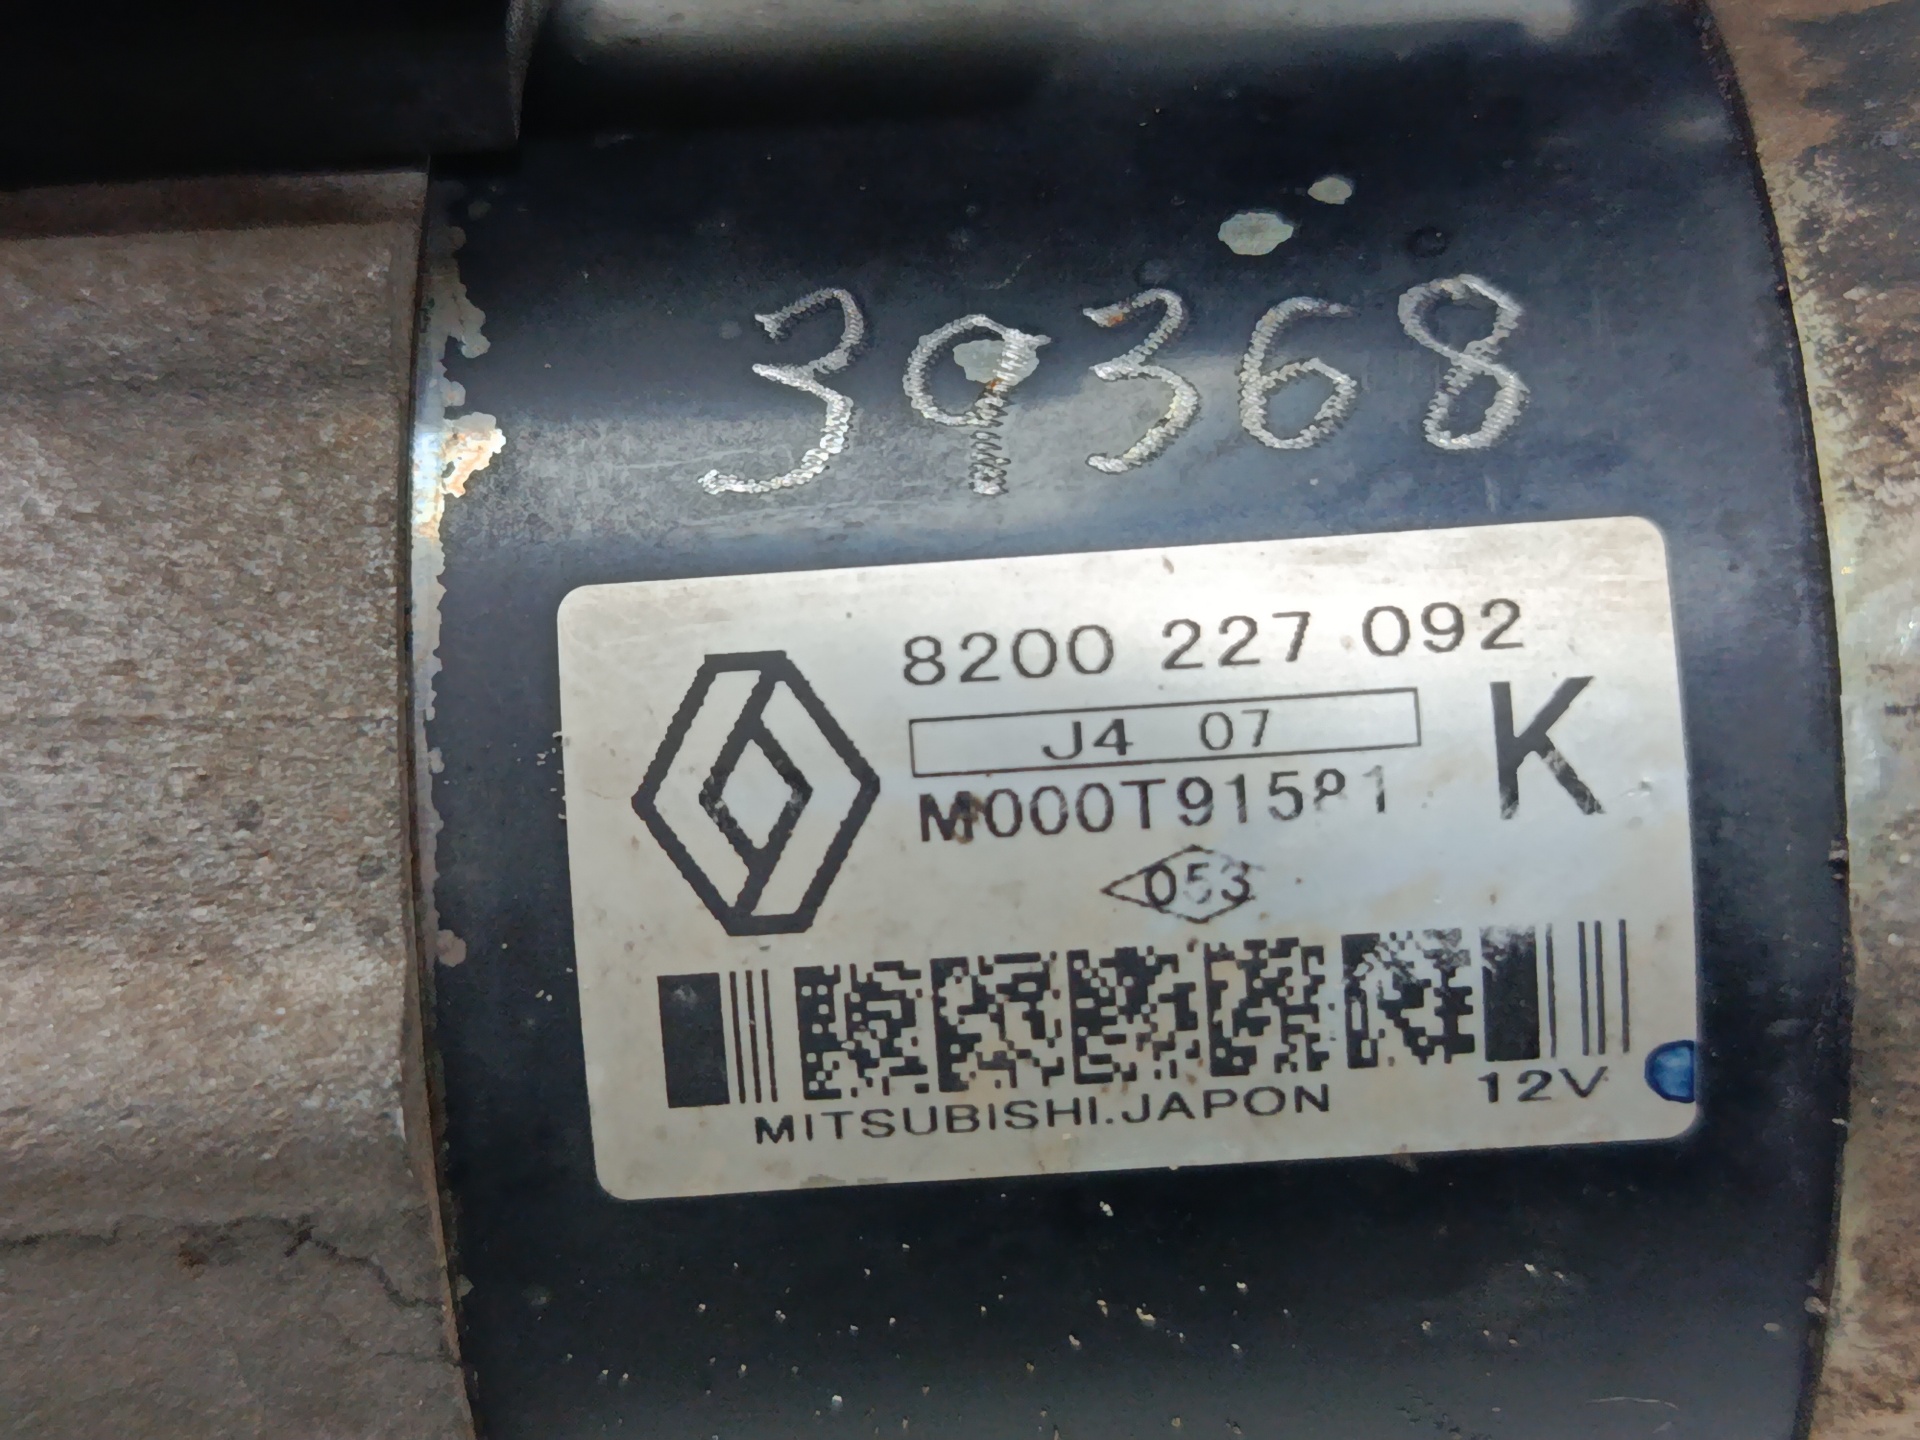 39368
8200 227 092
J4 07
K
M000T91581
053
MITSUBISHI.JAPON
12V